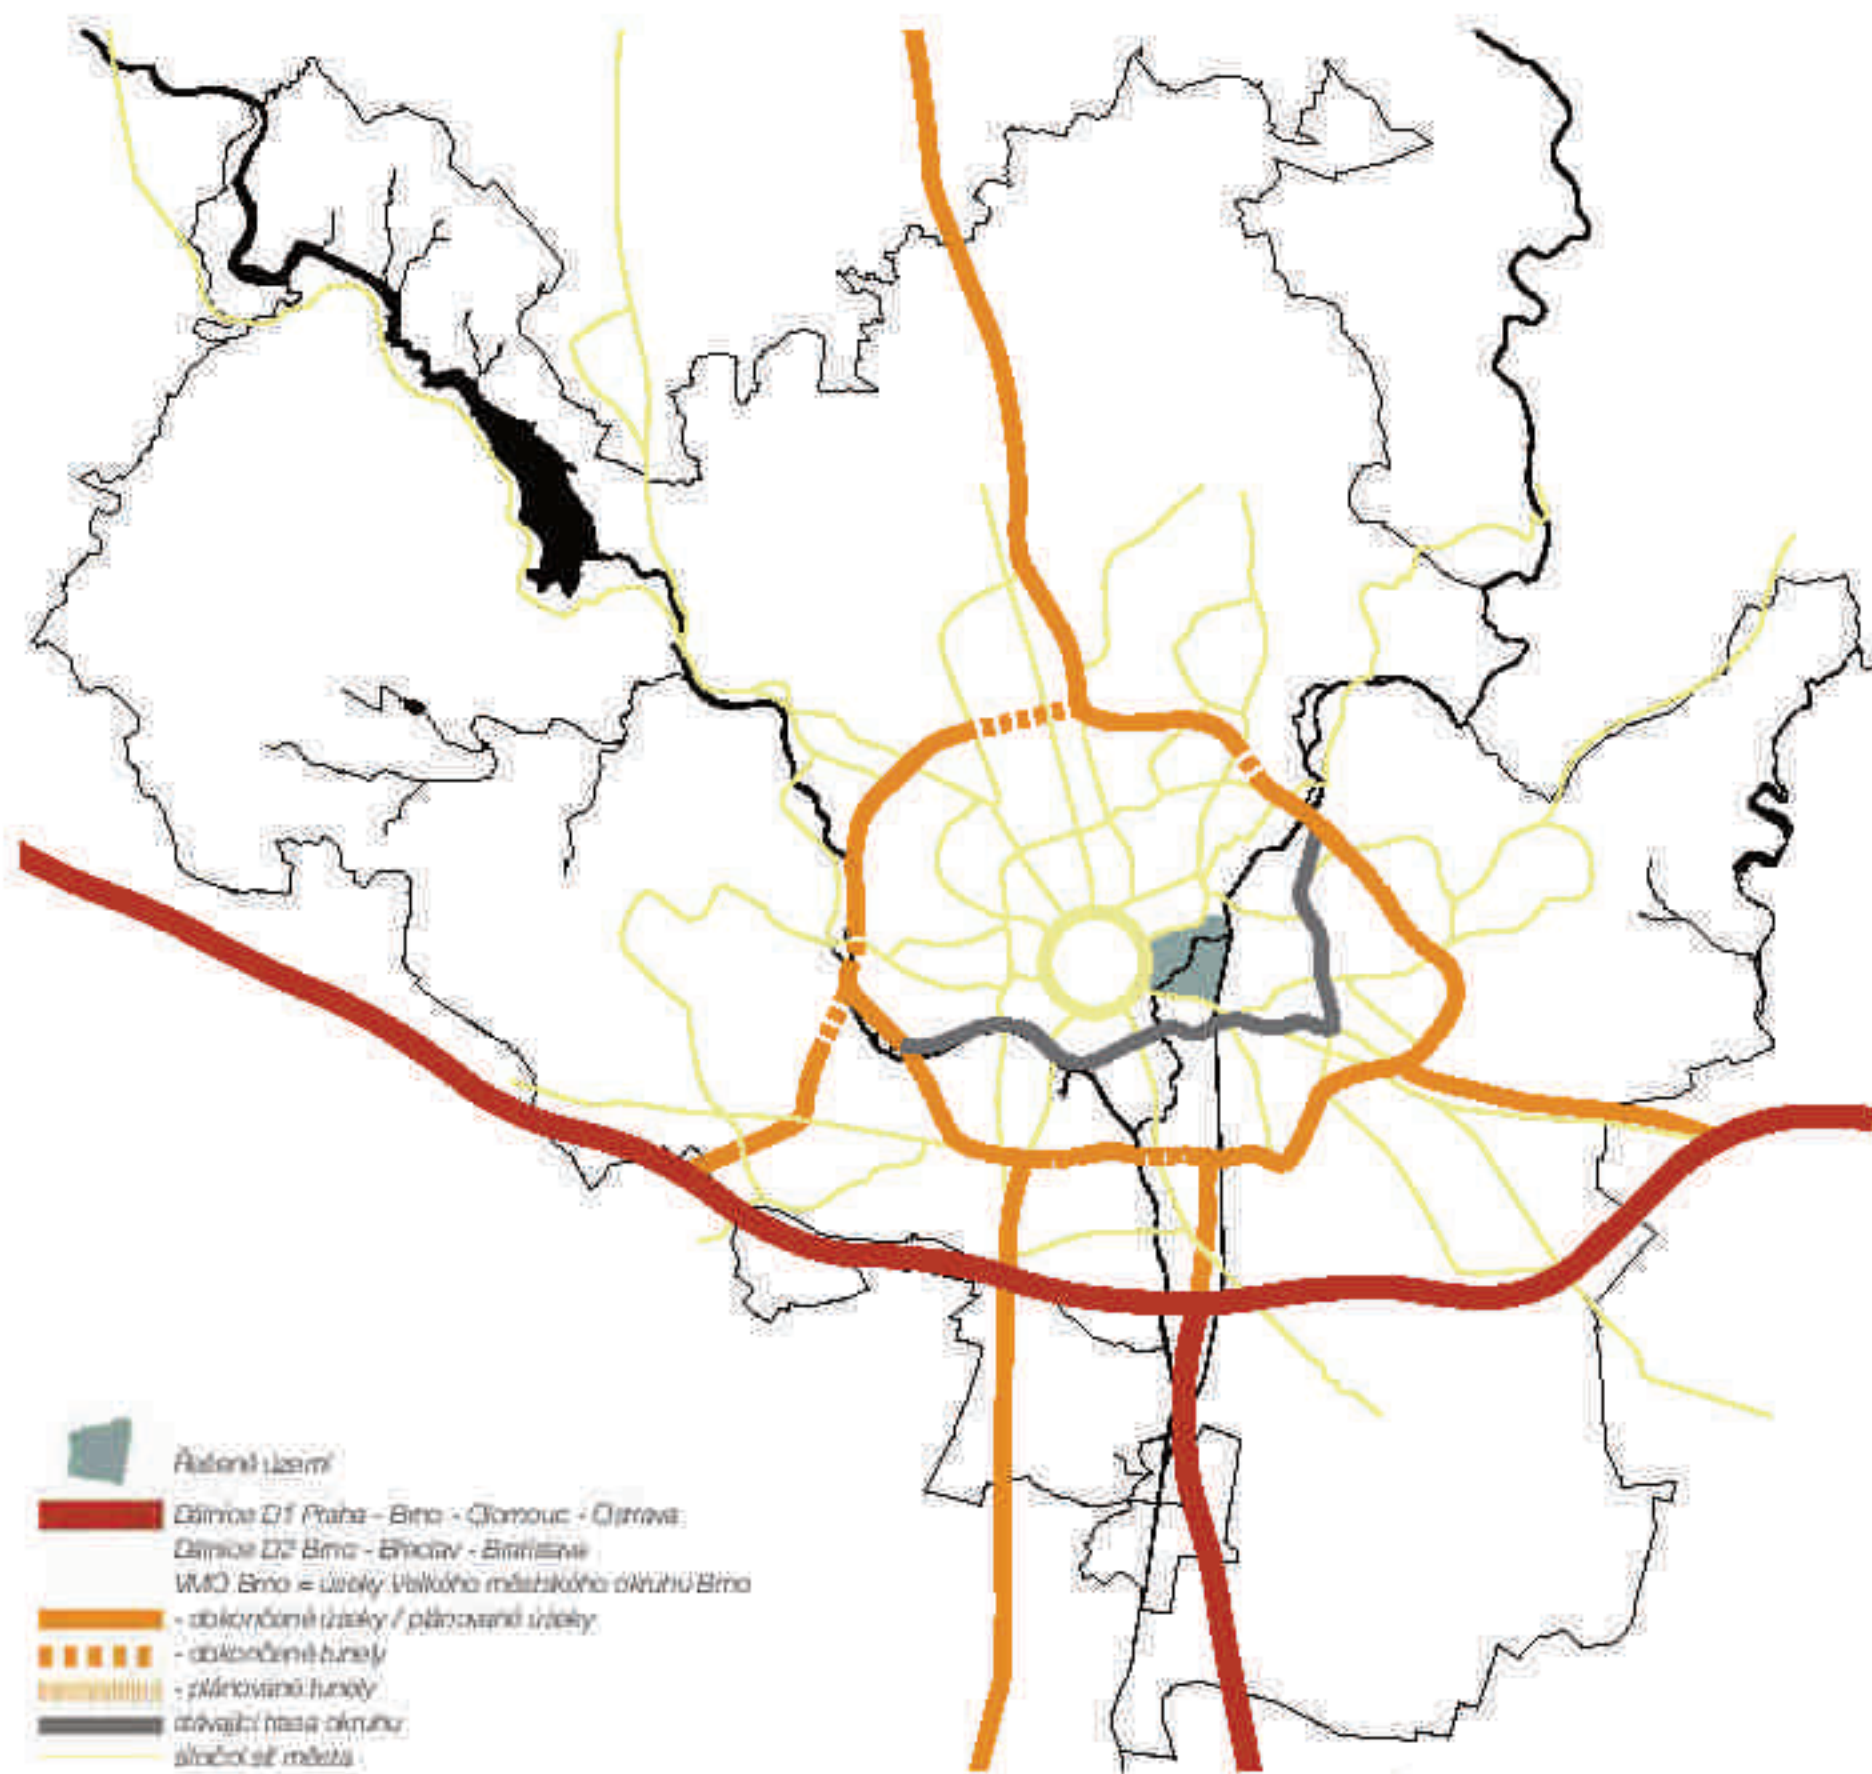 Řešené území
Dálnice D1 Praha - Brno - Olomouc - Ostrava
Dálnice D2 Brno - Břeclav - Bratislava
VMO Brno = úseky Velkého městského okruhu Brno
- dokončené úseky / plánované úseky
- dokončené tunely
- plánované tunely
stávající trasa okruhu
silniční síť města